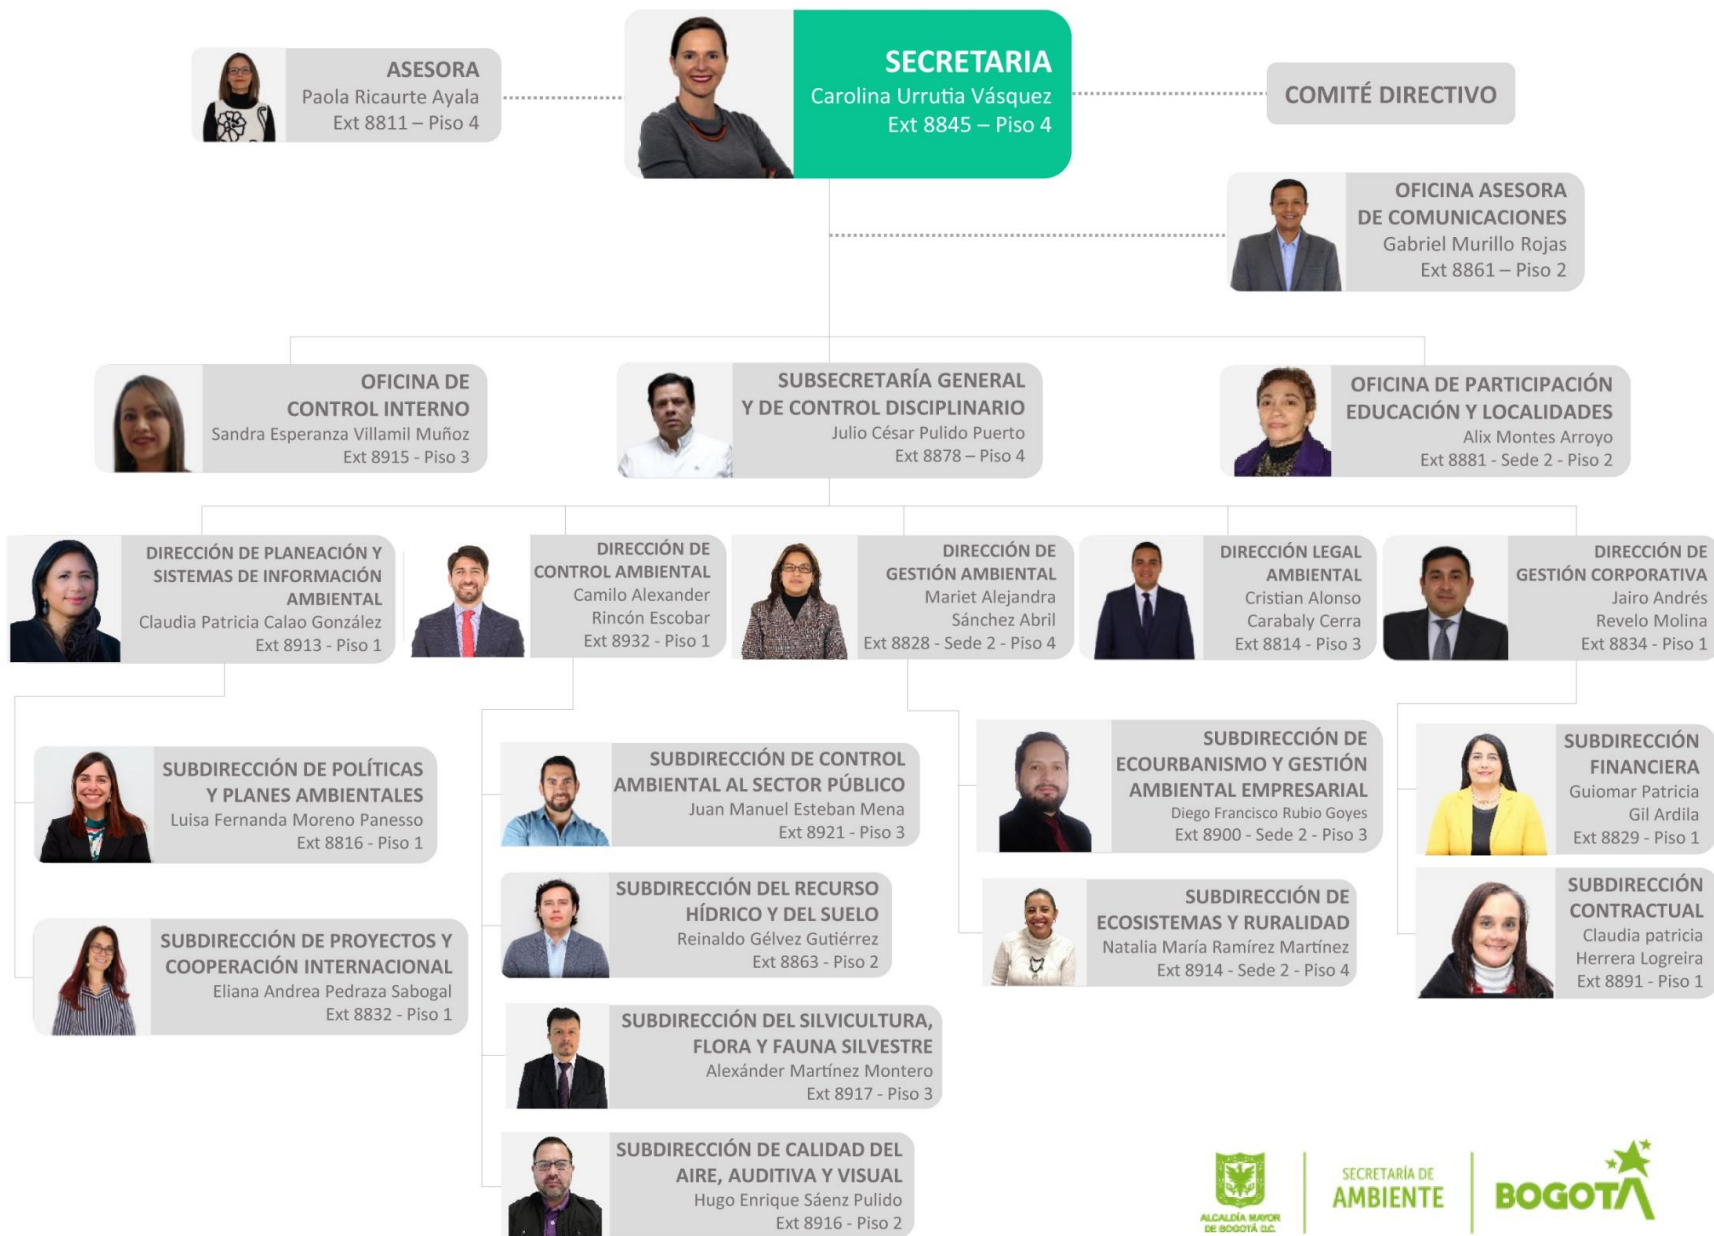 ASESORA
Paola Ricaurte Ayala
Ext 8811 – Piso 4
SECRETARIA
Carolina Urrutia Vásquez
Ext 8845 – Piso 4
COMITÉ DIRECTIVO
OFICINA ASESORA
DE COMUNICACIONES
Gabriel Murillo Rojas
Ext 8861 – Piso 2
OFICINA DE
CONTROL INTERNO
Sandra Esperanza Villamil Muñoz
Ext 8915 - Piso 3
SUBSECRETARÍA GENERAL
Y DE CONTROL DISCIPLINARIO
Julio César Pulido Puerto
Ext 8878 – Piso 4
OFICINA DE PARTICIPACIÓN
EDUCACIÓN Y LOCALIDADES
Alix Montes Arroyo
Ext 8881 - Sede 2 - Piso 2
DIRECCIÓN DE PLANEACIÓN Y
SISTEMAS DE INFORMACIÓN
AMBIENTAL
Claudia Patricia Calao González
Ext 8913 - Piso 1
DIRECCIÓN DE
CONTROL AMBIENTAL
Camilo Alexander
Rincón Escobar
Ext 8932 - Piso 1
DIRECCIÓN DE
GESTIÓN AMBIENTAL
Mariet Alejandra
Sánchez Abril
Ext 8828 - Sede 2 - Piso 4
DIRECCIÓN LEGAL
AMBIENTAL
Cristian Alonso
Carabaly Cerra
Ext 8814 - Piso 3
DIRECCIÓN DE
GESTIÓN CORPORATIVA
Jairo Andrés
Revelo Molina
Ext 8834 - Piso 1
SUBDIRECCIÓN DE POLÍTICAS
Y PLANES AMBIENTALES
Luisa Fernanda Moreno Panesso
Ext 8816 - Piso 1
SUBDIRECCIÓN DE PROYECTOS Y
COOPERACIÓN INTERNACIONAL
Eliana Andrea Pedraza Sabogal
Ext 8832 - Piso 1
SUBDIRECCIÓN DE CONTROL
AMBIENTAL AL SECTOR PÚBLICO
Juan Manuel Esteban Mena
Ext 8921 - Piso 3
SUBDIRECCIÓN DEL RECURSO
HÍDRICO Y DEL SUELO
Reinaldo Gélvez Gutiérrez
Ext 8863 - Piso 2
SUBDIRECCIÓN DEL SILVICULTURA,
FLORA Y FAUNA SILVESTRE
Alexánder Martínez Montero
Ext 8917 - Piso 3
SUBDIRECCIÓN DE CALIDAD DEL
AIRE, AUDITIVA Y VISUAL
Hugo Enrique Sáenz Pulido
Ext 8916 - Piso 2
SUBDIRECCIÓN DE
ECOURBANISMO Y GESTIÓN
AMBIENTAL EMPRESARIAL
Diego Francisco Rubio Goyes
Ext 8900 - Sede 2 - Piso 3
SUBDIRECCIÓN DE
ECOSISTEMAS Y RURALIDAD
Natalia María Ramírez Martínez
Ext 8914 - Sede 2 - Piso 4
SUBDIRECCIÓN
FINANCIERA
Guiomar Patricia
Gil Ardila
Ext 8829 - Piso 1
SUBDIRECCIÓN
CONTRACTUAL
Claudia patricia
Herrera Logreira
Ext 8891 - Piso 1
ALCALDÍA MAYOR
DE BOGOTÁ D.C.
SECRETARÍA DE
AMBIENTE
BOGOTÁ